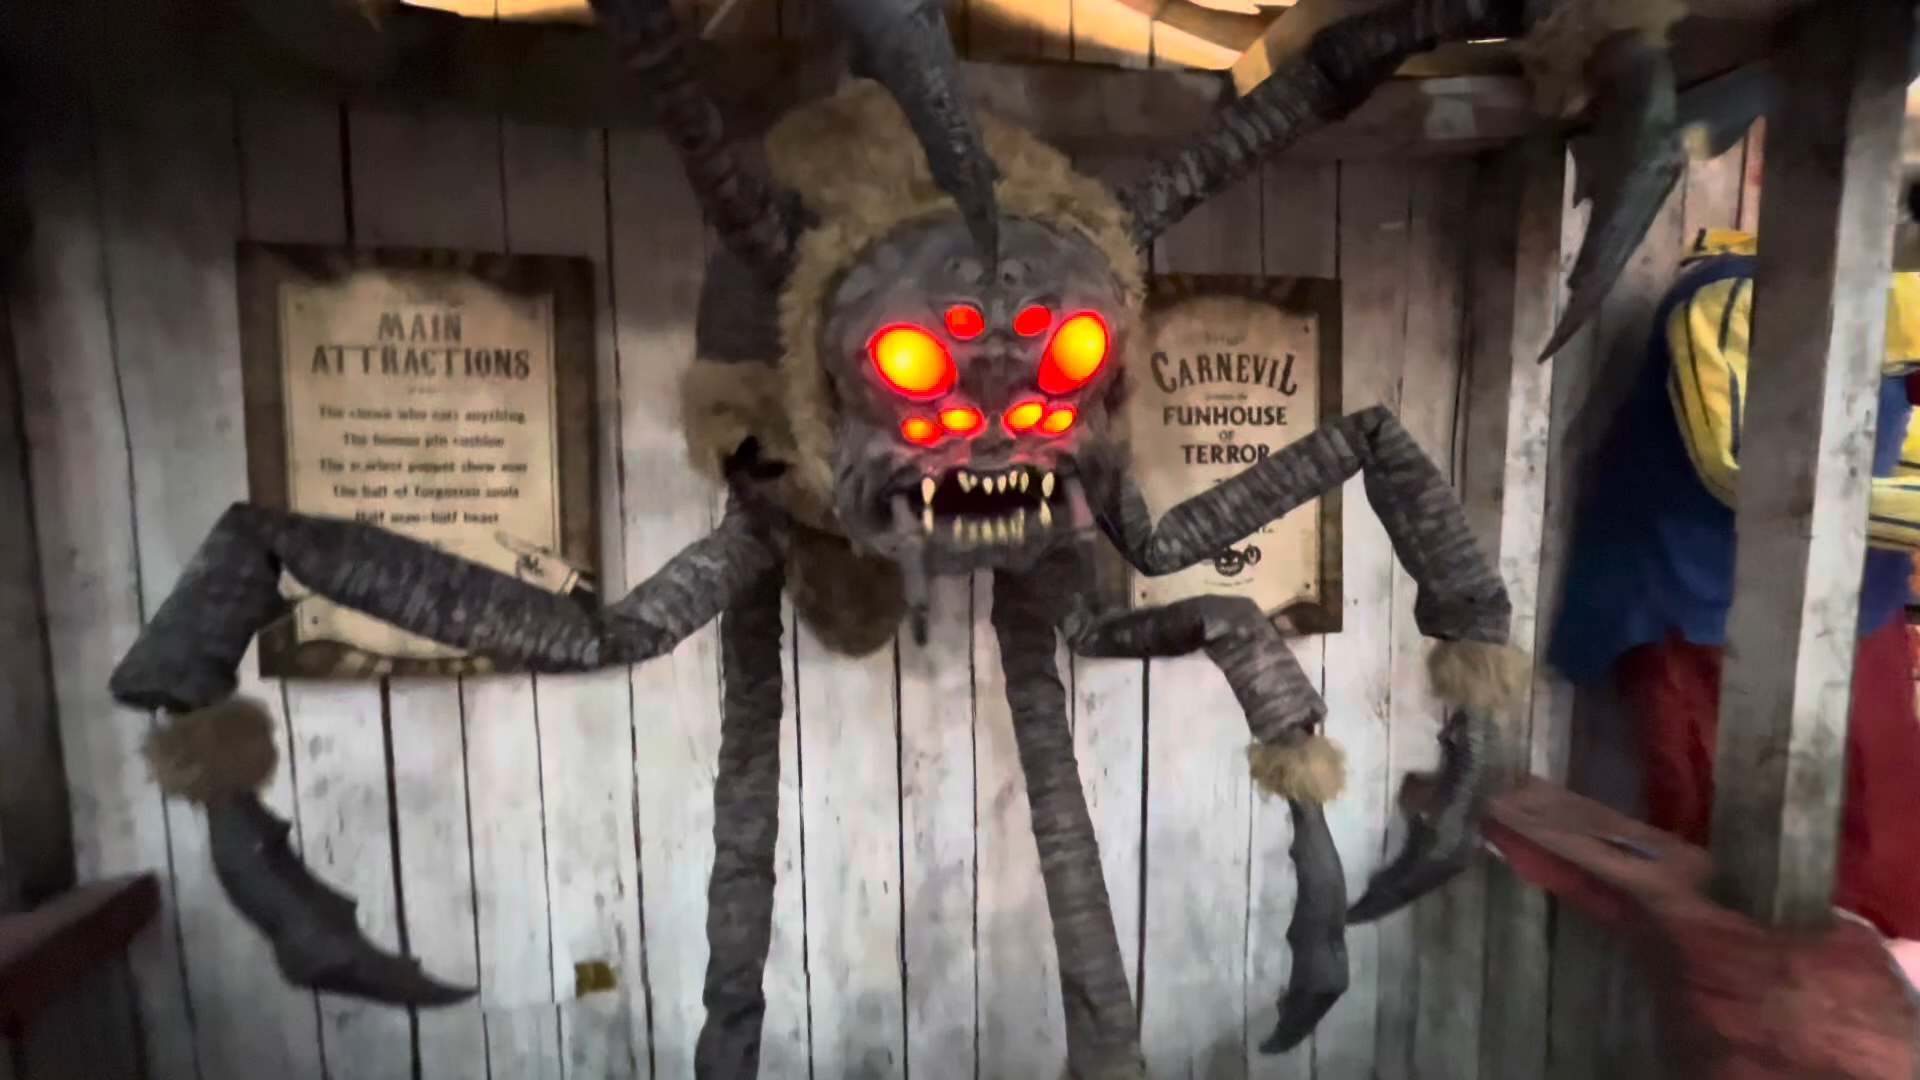 MAIN
ATTRACTIONS
The clown who eats anything
The human pin cushion
The scariest puppet show ever
The hall of forgotten souls
Half man-half beast
CARNEVIL
FUNHOUSE
OF
TERROR